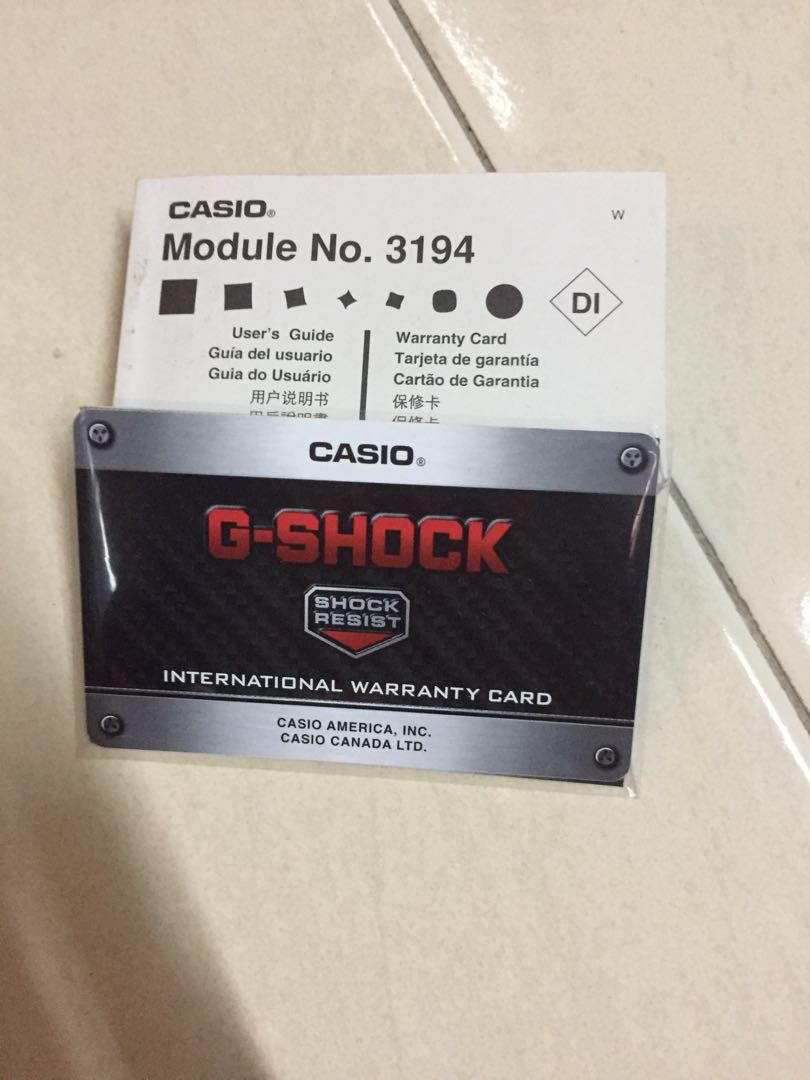 CASIO®
W
Module No. 3194
DI
User's Guide
Guía del usuario
Guia do Usuário
用户说明书
Warranty Card
Tarjeta de garantía
Cartão de Garantia
保修卡
CASIO®
G-SHOCK
SHOCK
RESIST
INTERNATIONAL WARRANTY CARD
CASIO AMERICA, INC.
CASIO CANADA LTD.